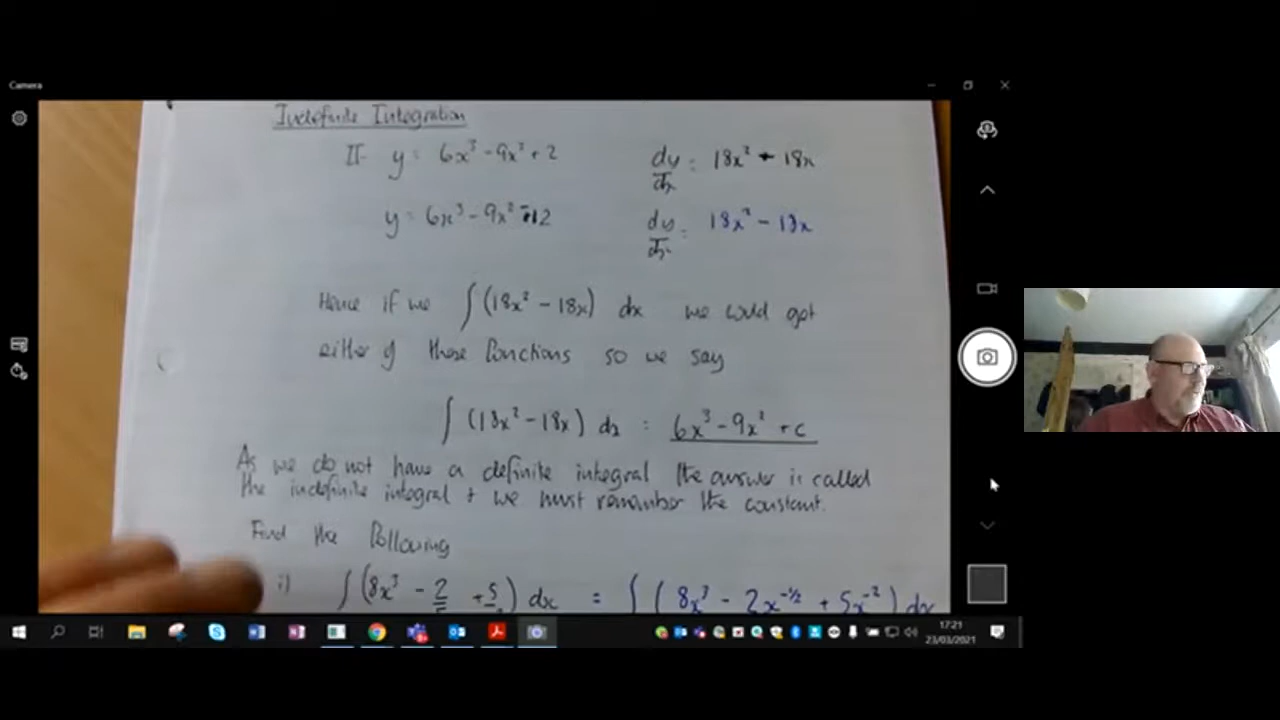 Camera
Indefinite Integration
If y = 6x³ - 9x² + 2 dy/dx = 18x² - 18x
y = 6x³ - 9x² - 12 dy/dx = 18x² - 18x
Hence if we ∫(18x² - 18x) dx we would get
either of these functions so we say
∫(18x² - 18x) dx = 6x³ - 9x² + c
As we do not have a definite integral the answer is called
the indefinite integral + we must remember the constant.
Find the following
i) ∫(8x³ - 2/ + 5/ ) dx = ∫(8x³ - 2x^-1/2 + 5x^-2) dx
17:21
23/03/2021